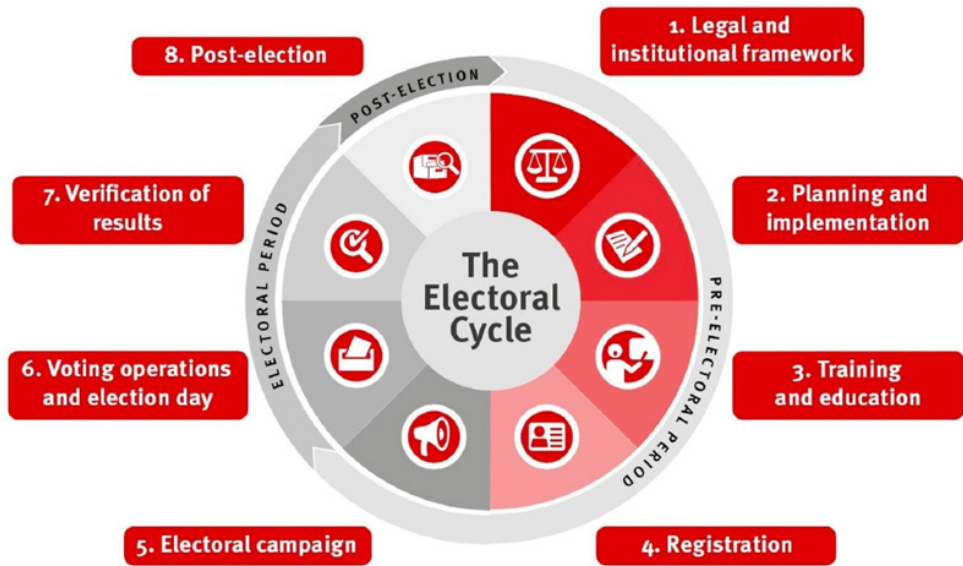 1. Legal and
institutional framework
2. Planning and
implementation
3. Training
and education
4. Registration
5. Electoral campaign
6. Voting operations
and election day
7. Verification of
results
8. Post-election
The
Electoral
Cycle
PRE-ELECTORAL PERIOD
ELECTORAL PERIOD
POST-ELECTION